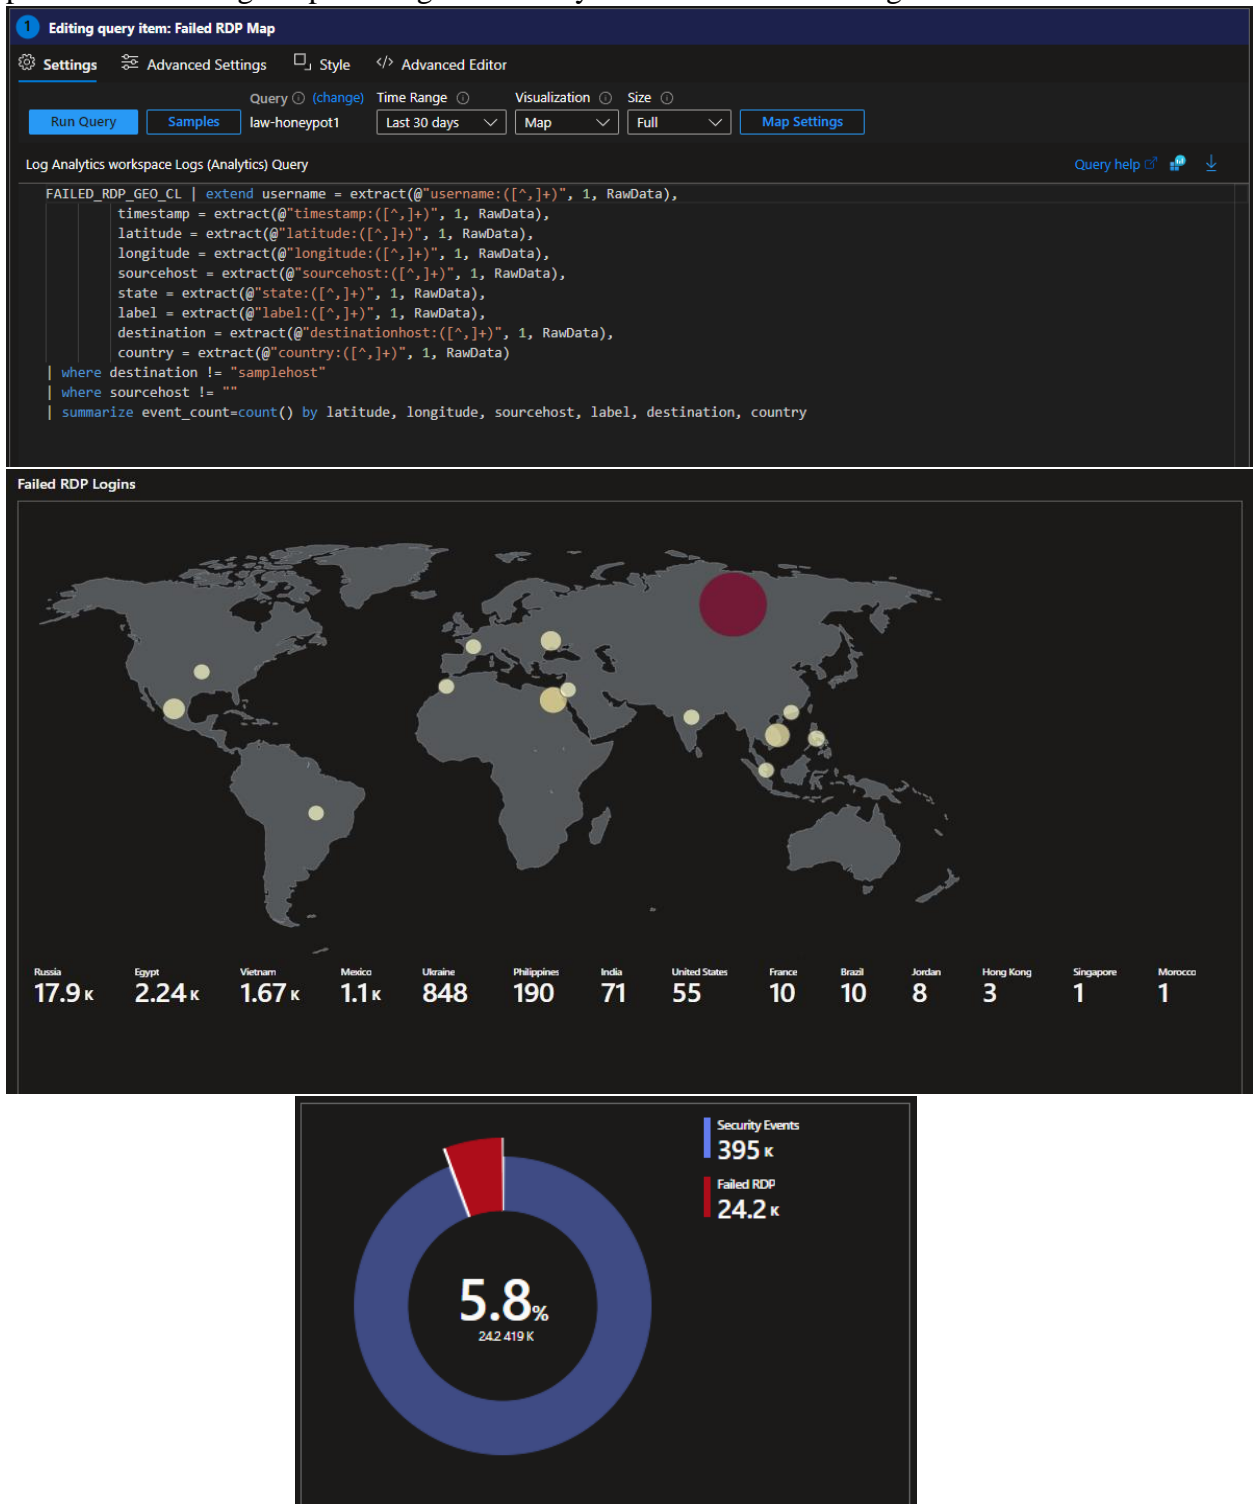 1 Editing query item: Failed RDP Map
Settings Advanced Settings Style </> Advanced Editor
Query (change) Time Range Visualization Size
Run Query Samples law-honeypot1 Last 30 days Map Full Map Settings
Log Analytics workspace Logs (Analytics) Query Query help
FAILED_RDP_GEO_CL | extend username = extract(@"username:([^,]+)", 1, RawData),
timestamp = extract(@"timestamp:([^,]+)", 1, RawData),
latitude = extract(@"latitude:([^,]+)", 1, RawData),
longitude = extract(@"longitude:([^,]+)", 1, RawData),
sourcehost = extract(@"sourcehost:([^,]+)", 1, RawData),
state = extract(@"state:([^,]+)", 1, RawData),
label = extract(@"label:([^,]+)", 1, RawData),
destination = extract(@"destinationhost:([^,]+)", 1, RawData),
country = extract(@"country:([^,]+)", 1, RawData)
| where destination != "samplehost"
| where sourcehost != ""
| summarize event_count=count() by latitude, longitude, sourcehost, label, destination, country
Failed RDP Logins
Russia Egypt Vietnam Mexico Ukraine Philippines India United States France Brazil Jordan Hong Kong Singapore Morocco
17.9 K 2.24 K 1.67 K 1.1 K 848 190 71 55 10 10 8 3 1 1
Security Events
395 K
Failed RDP
24.2 K
5.8%
24.2 419 K